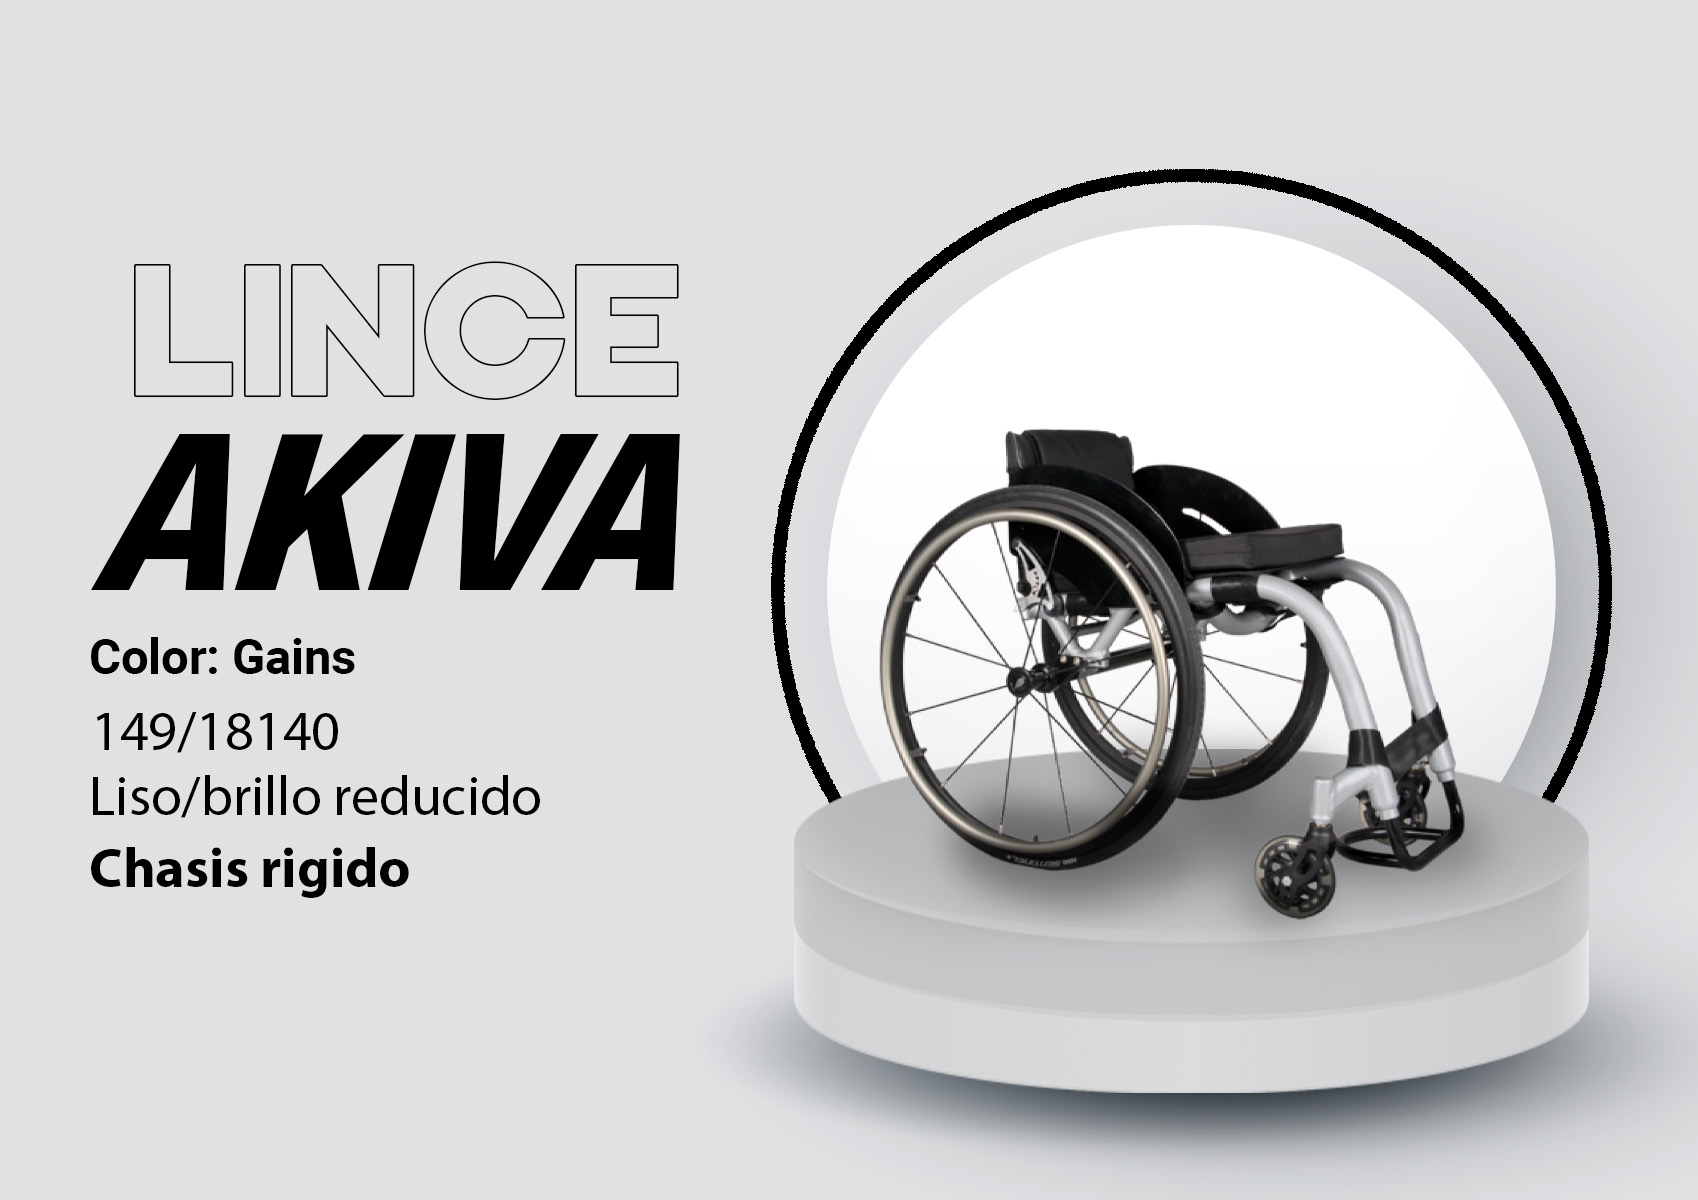 LINCE
AKIVA
Color: Gains
149/18140
Liso/brillo reducido
Chasis rigido